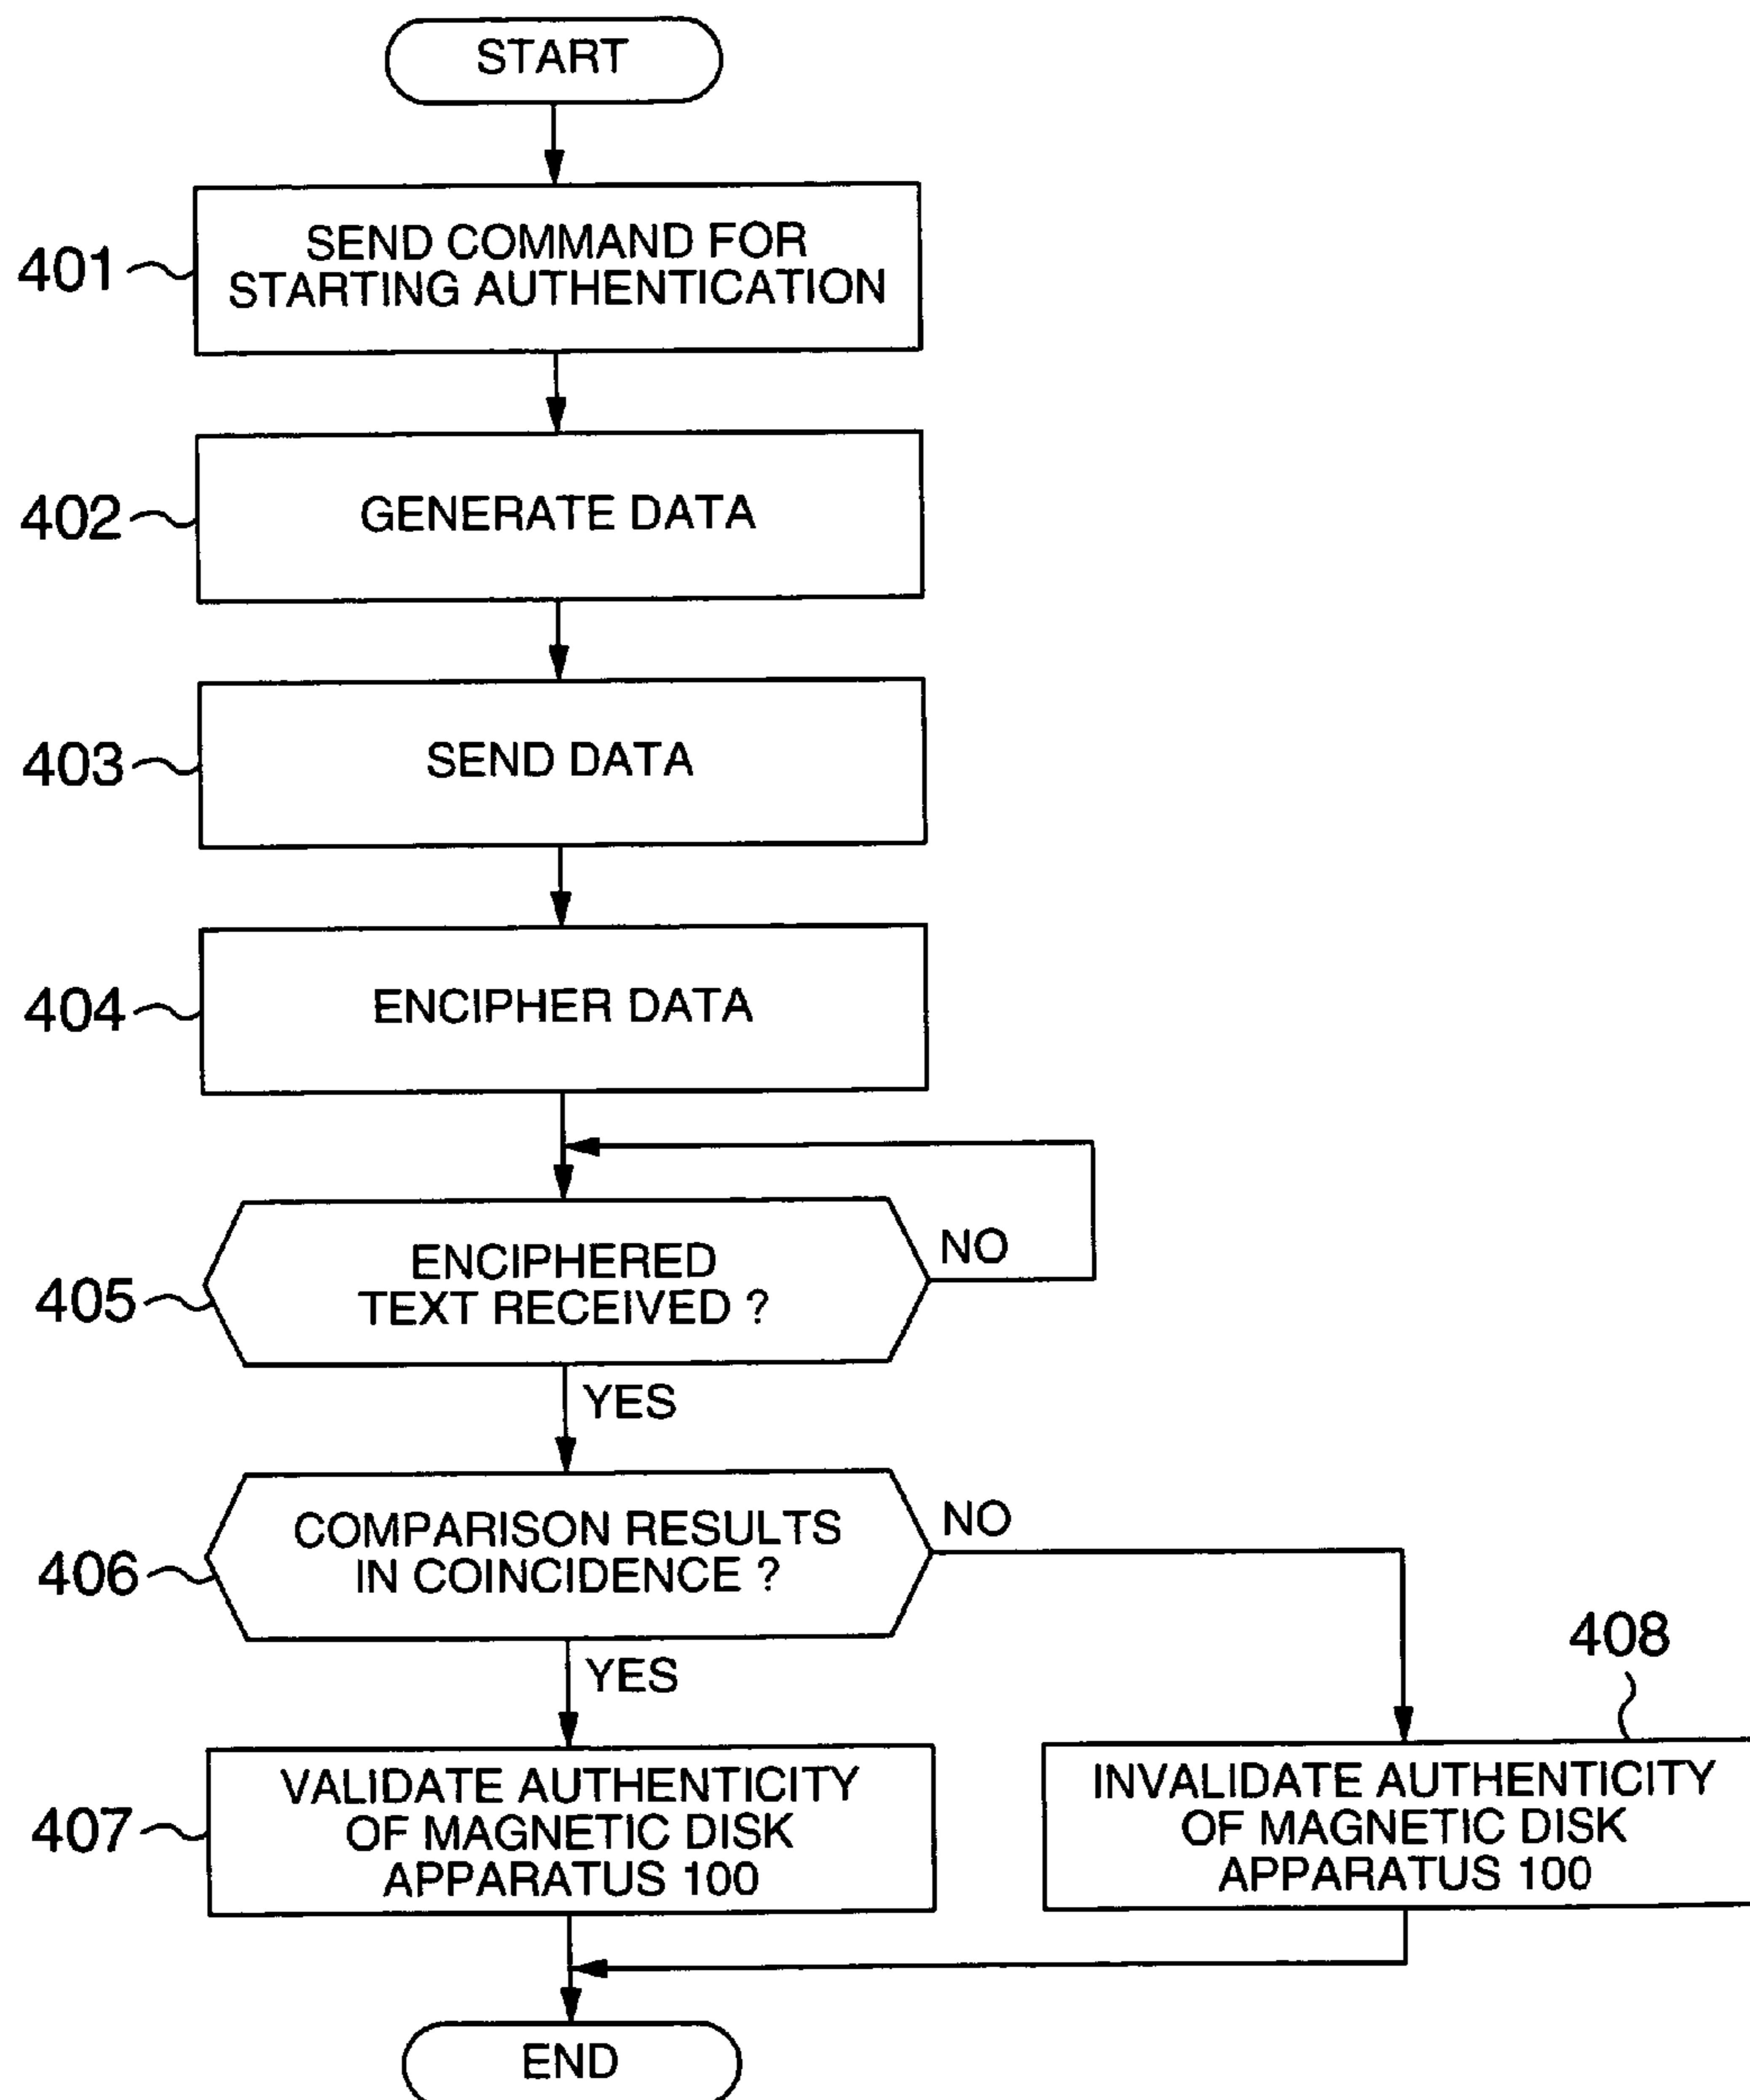 START
401
SEND COMMAND FOR
STARTING AUTHENTICATION
402
GENERATE DATA
403
SEND DATA
404
ENCIPHER DATA
405
ENCIPHERED
TEXT RECEIVED ?
NO
YES
406
COMPARISON RESULTS
IN COINCIDENCE ?
NO
YES
407
VALIDATE AUTHENTICITY
OF MAGNETIC DISK
APPARATUS 100
408
INVALIDATE AUTHENTICITY
OF MAGNETIC DISK
APPARATUS 100
END